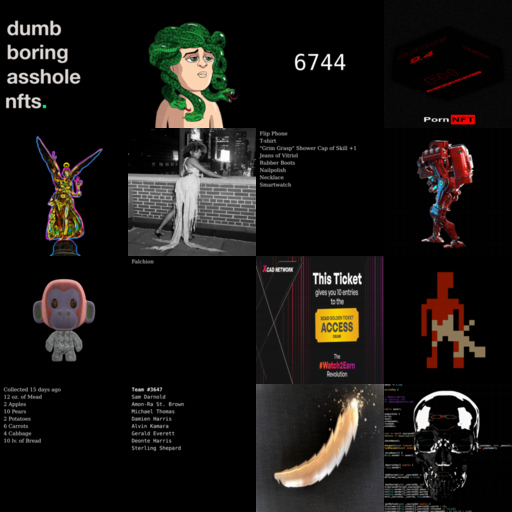 dumb
boring
asshole
nfts.
6744
Porn NFT
Flip Phone
T-shirt
"Grim Grasp" Shower Cap of Skill +1
Jeans of Vitriol
Rubber Boots
Nailpolish
Necklace
Smartwatch
Falchion
XCAD NETWORK
This Ticket
gives you 10 entries
to the
XCAD GOLDEN TICKET
ACCESS
The
#Watch2Earn
Revolution
Collected 15 days ago
12 oz. of Mead
2 Apples
10 Pears
2 Potatoes
6 Carrots
4 Cabbage
10 ls. of Bread
Team #3647
Sam Darnold
Amon-Ra St. Brown
Michael Thomas
Damien Harris
Alvin Kamara
Gerald Everett
Deonte Harris
Sterling Shepard